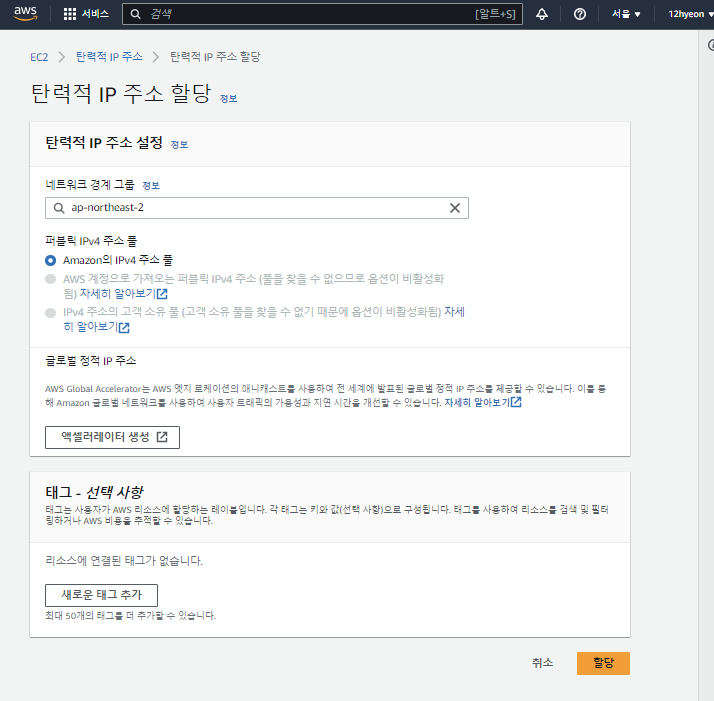 aws
서비스
검색
[알트+S]
서울
12hyeon
EC2 > 탄력적 IP 주소 > 탄력적 IP 주소 할당
탄력적 IP 주소 할당 정보
탄력적 IP 주소 설정 정보
네트워크 경계 그룹 정보
ap-northeast-2
퍼블릭 IPv4 주소 풀
Amazon의 IPv4 주소 풀
AWS 계정으로 가져오는 퍼블릭 IPv4 주소 (풀을 찾을 수 없으므로 옵션이 비활성화
됨) 자세히 알아보기
IPv4 주소의 고객 소유 풀 (고객 소유 풀을 찾을 수 없기 때문에 옵션이 비활성화됨) 자세
히 알아보기
글로벌 정적 IP 주소
AWS Global Accelerator는 AWS 엣지 로케이션의 애니캐스트를 사용하여 전 세계에 발표된 글로벌 정적 IP 주소를 제공할 수 있습니다. 이를 통
해 Amazon 글로벌 네트워크를 사용하여 사용자 트래픽의 가용성과 지연 시간을 개선할 수 있습니다. 자세히 알아보기
액셀러레이터 생성
태그 - 선택 사항
태그는 사용자가 AWS 리소스에 할당하는 레이블입니다. 각 태그는 키와 값(선택 사항)으로 구성됩니다. 태그를 사용하여 리소스를 검색 및 필터
링하거나 AWS 비용을 추적할 수 있습니다.
리소스에 연결된 태그가 없습니다.
새로운 태그 추가
최대 50개의 태그를 더 추가할 수 있습니다.
취소
할당